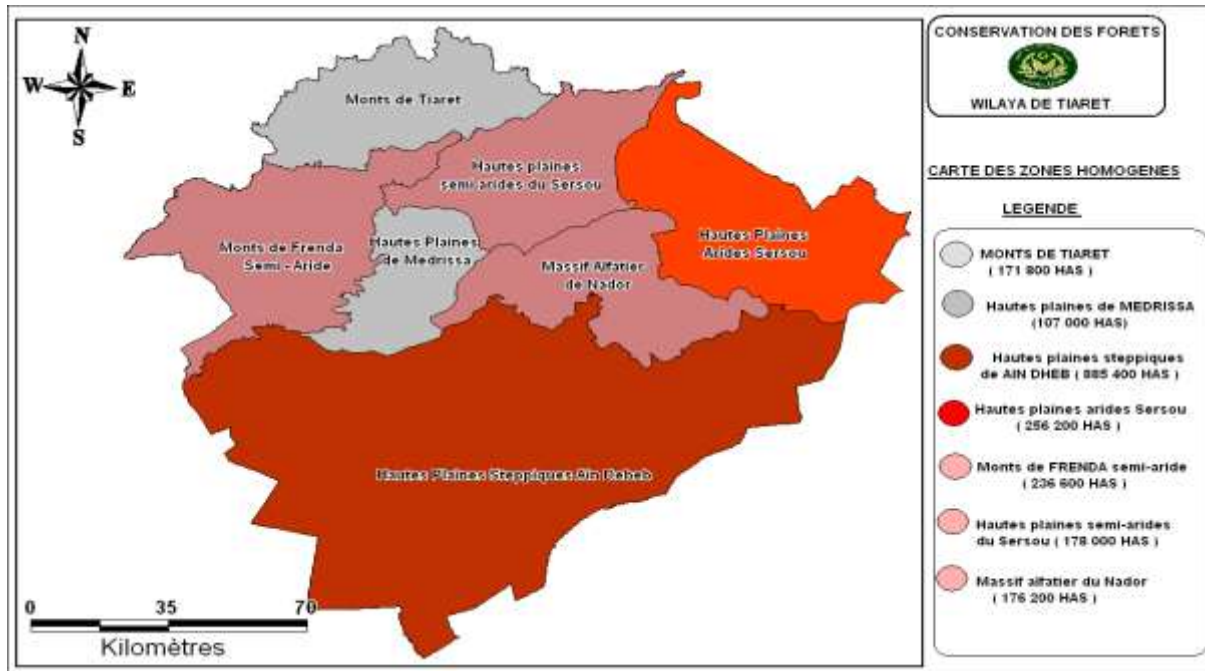 N
W E
S
Monts de Tiaret
Hautes plaines
semi-arides du Sersou
Monts de Frenda
Semi - Aride
Hautes Plaines
de Medrissa
Massif Alfatier
de Nador
Hautes Plaines
Arides Sersou
Hautes Plaines Steppiques Ain Deheb
0 35 70
Kilomètres
CONSERVATION DES FORETS
WILAYA DE TIARET
CARTE DES ZONES HOMOGENES
LEGENDE
MONTS DE TIARET
( 171 800 HAS )
Hautes plaines de MEDRISSA
(107 000 HAS)
Hautes plaines steppiques
de AIN DHEB ( 885 400 HAS )
Hautes plaines arides Sersou
( 256 200 HAS )
Monts de FRENDA semi-aride
( 236 600 HAS )
Hautes plaines semi-arides
du Sersou ( 178 000 HAS )
Massif alfatier du Nador
( 176 200 HAS )